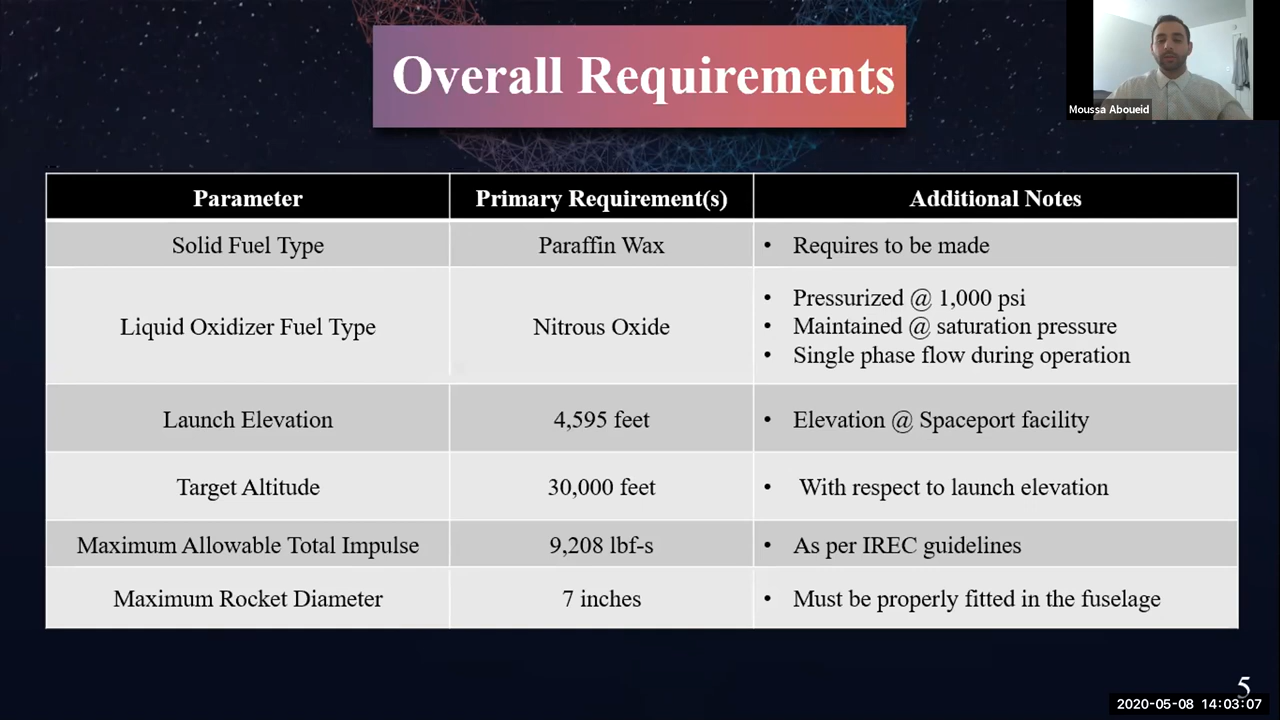 Overall Requirements
Moussa Aboueid
Parameter Primary Requirement(s) Additional Notes
Solid Fuel Type Paraffin Wax • Requires to be made
Liquid Oxidizer Fuel Type Nitrous Oxide • Pressurized @ 1,000 psi
• Maintained @ saturation pressure
• Single phase flow during operation
Launch Elevation 4,595 feet • Elevation @ Spaceport facility
Target Altitude 30,000 feet • With respect to launch elevation
Maximum Allowable Total Impulse 9,208 lbf-s • As per IREC guidelines
Maximum Rocket Diameter 7 inches • Must be properly fitted in the fuselage
5
2020-05-08 14:03:07